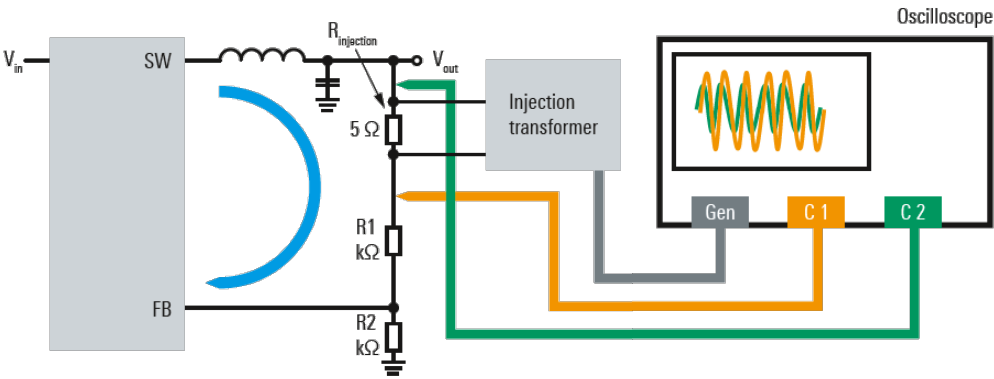 Oscilloscope
Vin
SW
Rinjection
Vout
Injection
transformer
5 Ω
Gen
C 1
C 2
R1
kΩ
FB
R2
kΩ